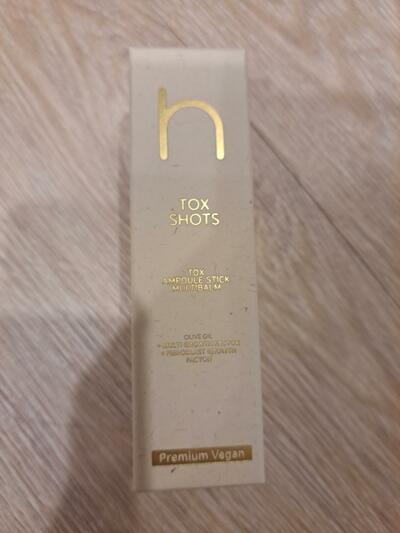 h
TOX
SHOTS
TOX
AMPOULE STICK
MULTIBALM
OLIVE OIL
+ FIBROBLAST GROWTH
FACTOR
Premium Vegan